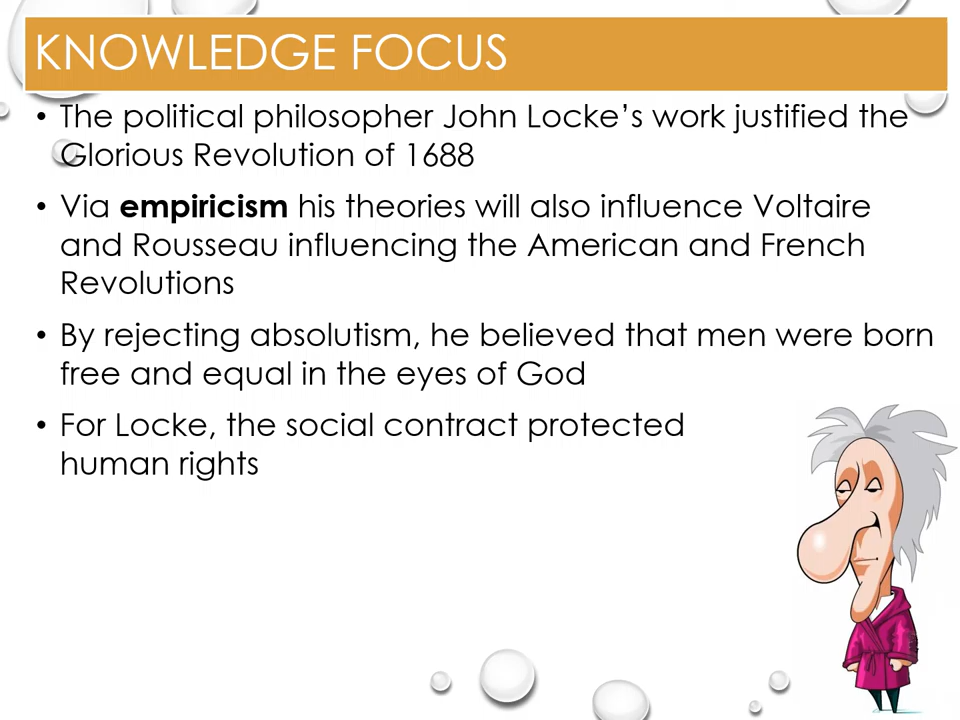 KNOWLEDGE FOCUS
• The political philosopher John Locke’s work justified the
Glorious Revolution of 1688
• Via empiricism his theories will also influence Voltaire
and Rousseau influencing the American and French
Revolutions
• By rejecting absolutism, he believed that men were born
free and equal in the eyes of God
• For Locke, the social contract protected
human rights